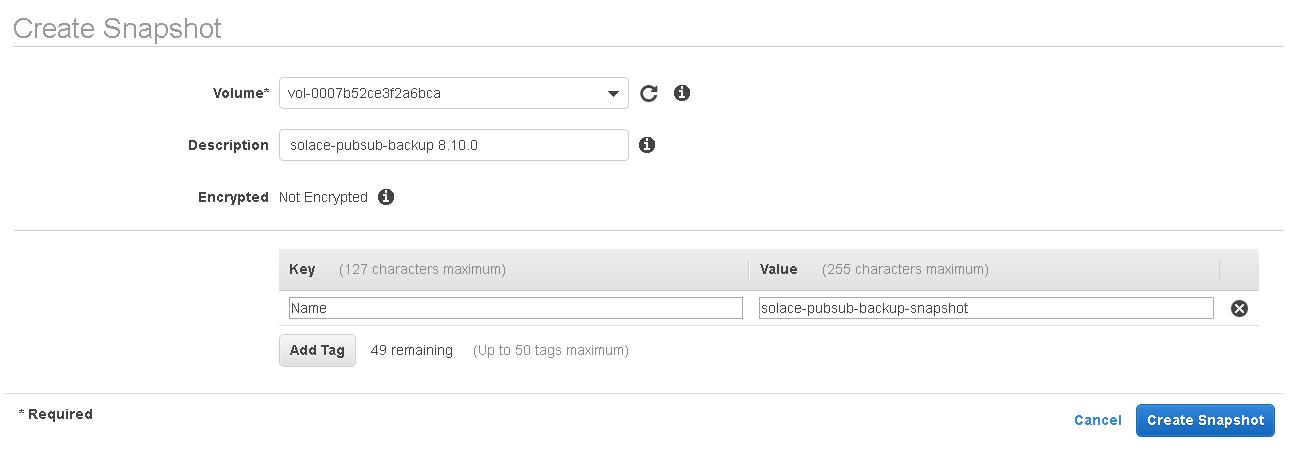 Create Snapshot
Volume* vol-0007b52ce3f2a6bca
Description solace-pubsub-backup 8.10.0
Encrypted Not Encrypted
Key (127 characters maximum) Value (255 characters maximum)
Name solace-pubsub-backup-snapshot
Add Tag 49 remaining (Up to 50 tags maximum)
* Required Cancel Create Snapshot